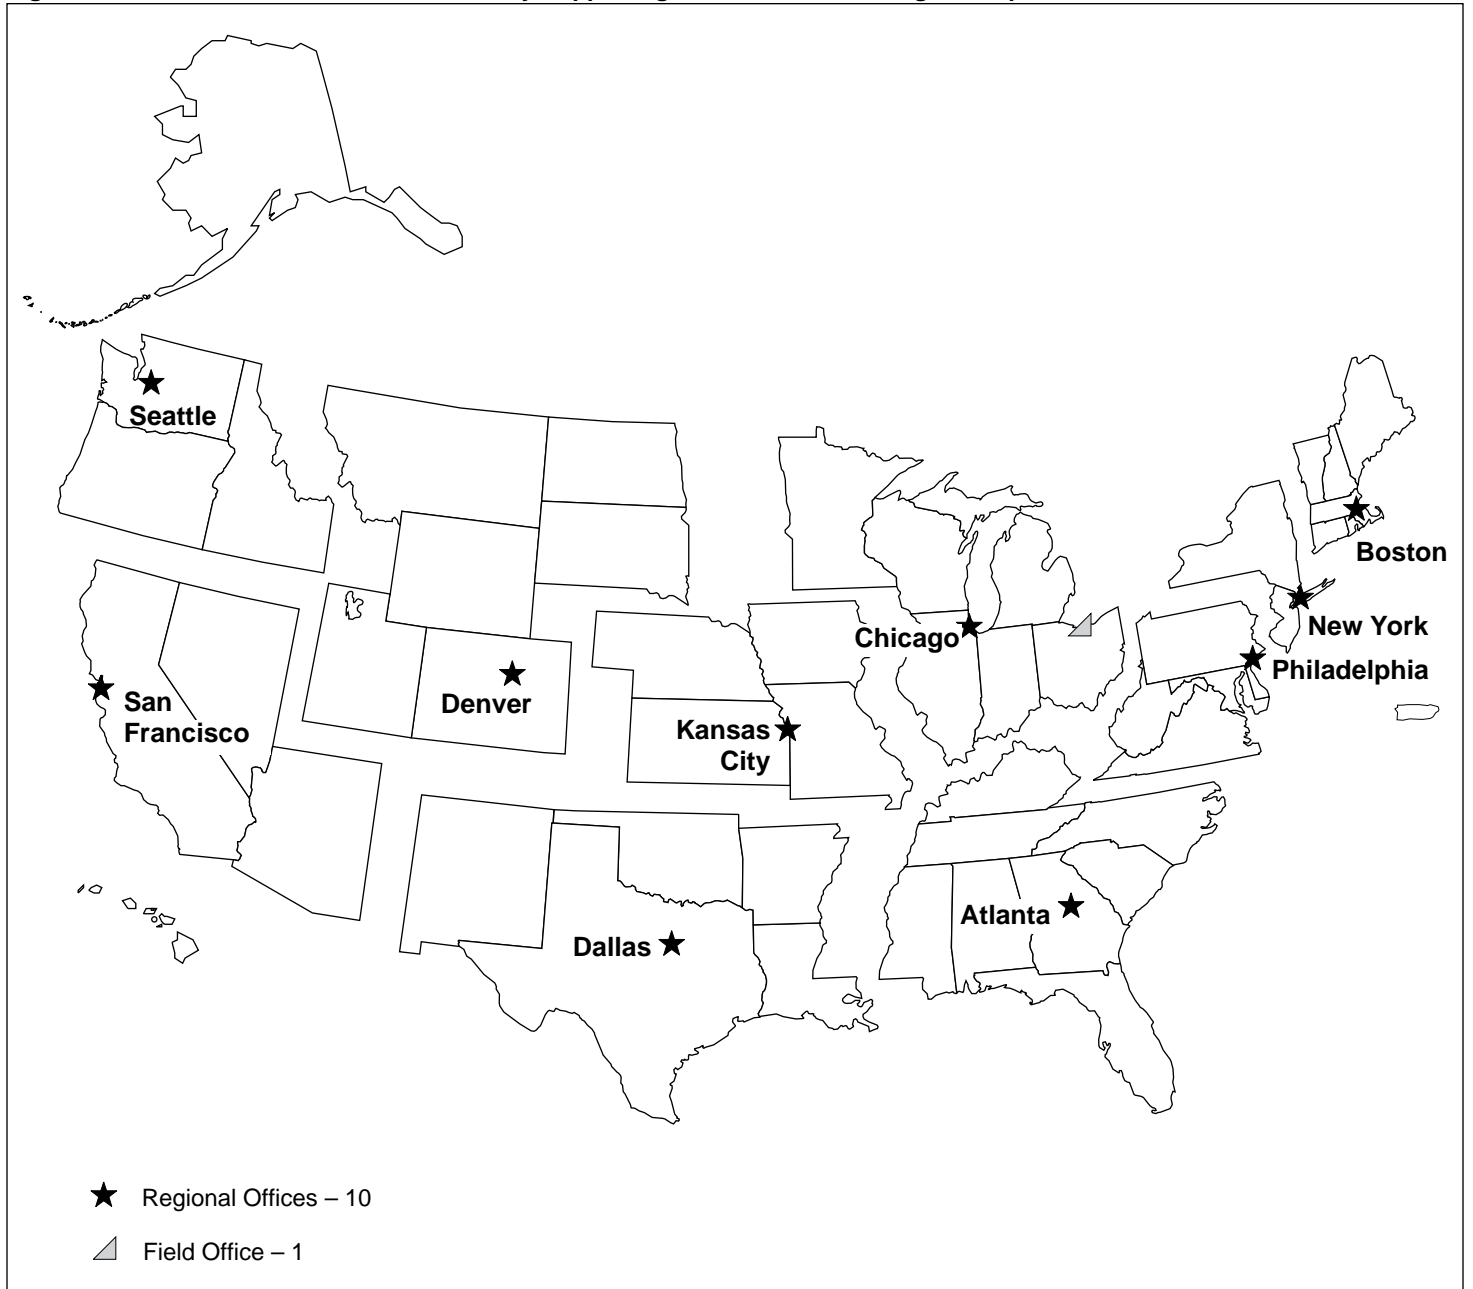 Seattle
Boston
New York
Chicago
Philadelphia
San
Francisco
Denver
Kansas
City
Atlanta
Dallas
Regional Offices – 10
Field Office – 1